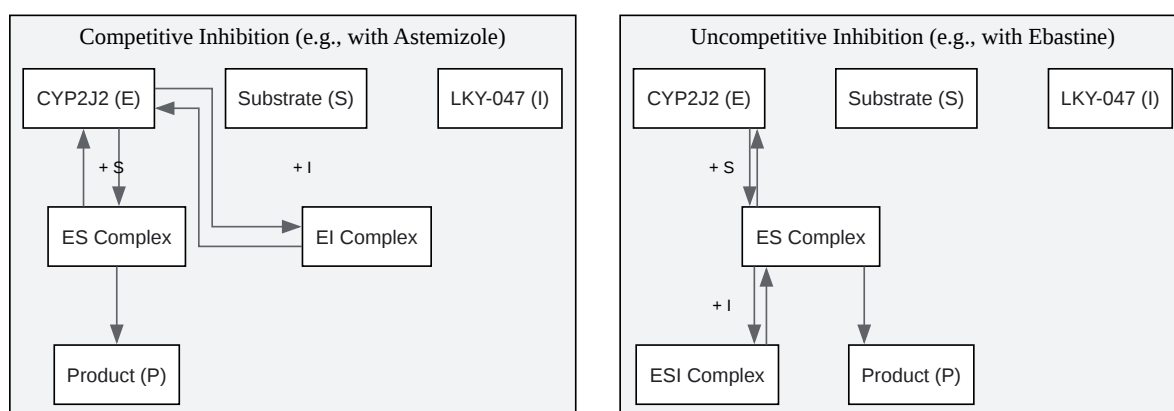 Competitive Inhibition (e.g., with Astemizole)
CYP2J2 (E)
Substrate (S)
LKY-047 (I)
+ S
+ I
ES Complex
EI Complex
Product (P)
Uncompetitive Inhibition (e.g., with Ebastine)
CYP2J2 (E)
Substrate (S)
LKY-047 (I)
+ S
ES Complex
+ I
ESI Complex
Product (P)